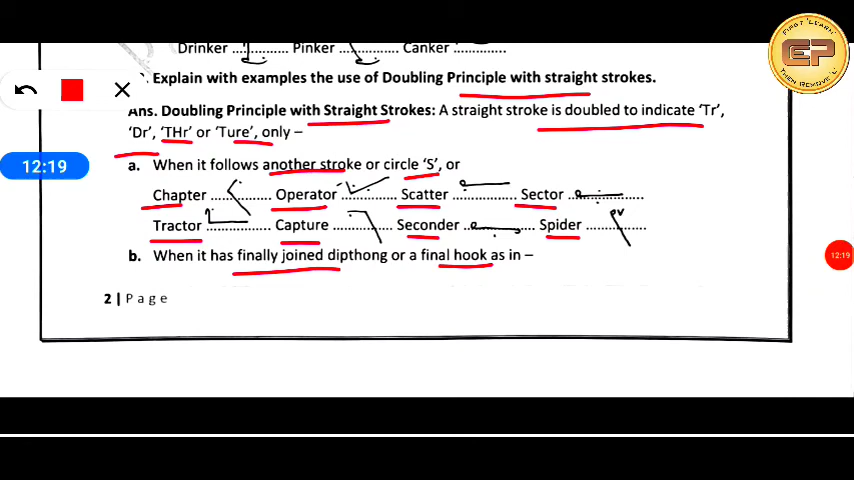 Drinker ............... Pinker ............... Canker ...............
Explain with examples the use of Doubling Principle with straight strokes.
Ans. Doubling Principle with Straight Strokes: A straight stroke is doubled to indicate ‘Tr’,
‘Dr’, ‘THr’ or ‘Ture’, only –
12:19
a. When it follows another stroke or circle ‘S’, or
Chapter ............... Operator ............... Scatter ............... Sector ...............
Tractor ............... Capture ............... Seconder ............... Spider ...............
b. When it has finally joined dipthong or a final hook as in –
12:19
2 | Page
FIRST 'LEARN'
EP
THEN REMOVE 'L'